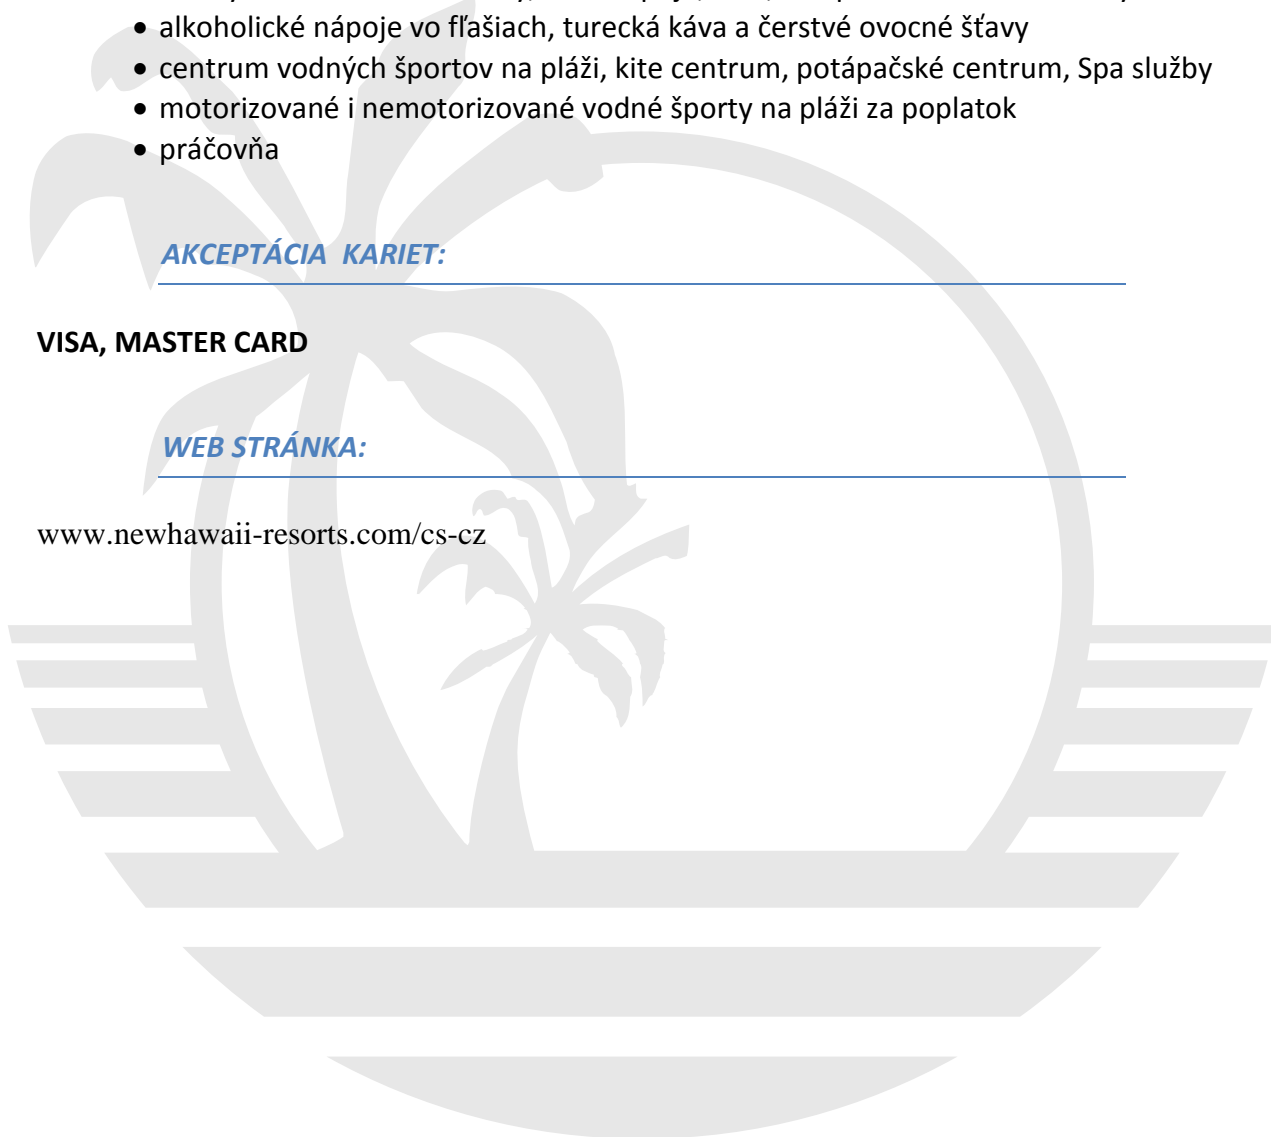 • alkoholické nápoje vo fľašiach, turecká káva a čerstvé ovocné šťavy
• centrum vodných športov na pláži, kite centrum, potápačské centrum, Spa služby
• motorizované i nemotorizované vodné športy na pláži za poplatok
• práčovňa
AKCEPTÁCIA KARIET:
VISA, MASTER CARD
WEB STRÁNKA:
www.newhawaii-resorts.com/cs-cz